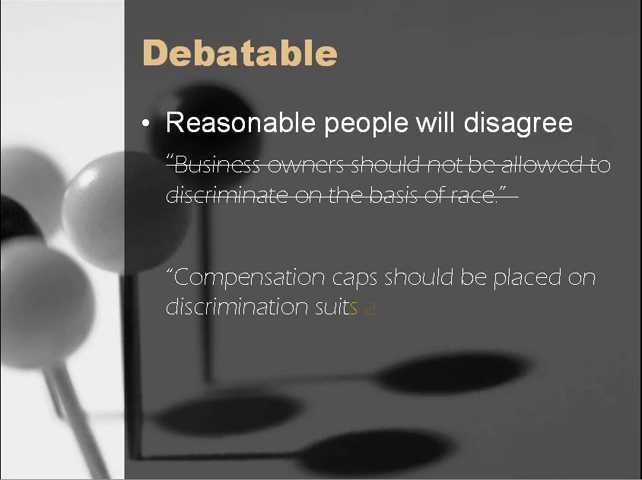 Debatable
• Reasonable people will disagree
“Business owners should not be allowed to
discriminate on the basis of race.”
“Compensation caps should be placed on
discrimination suits a